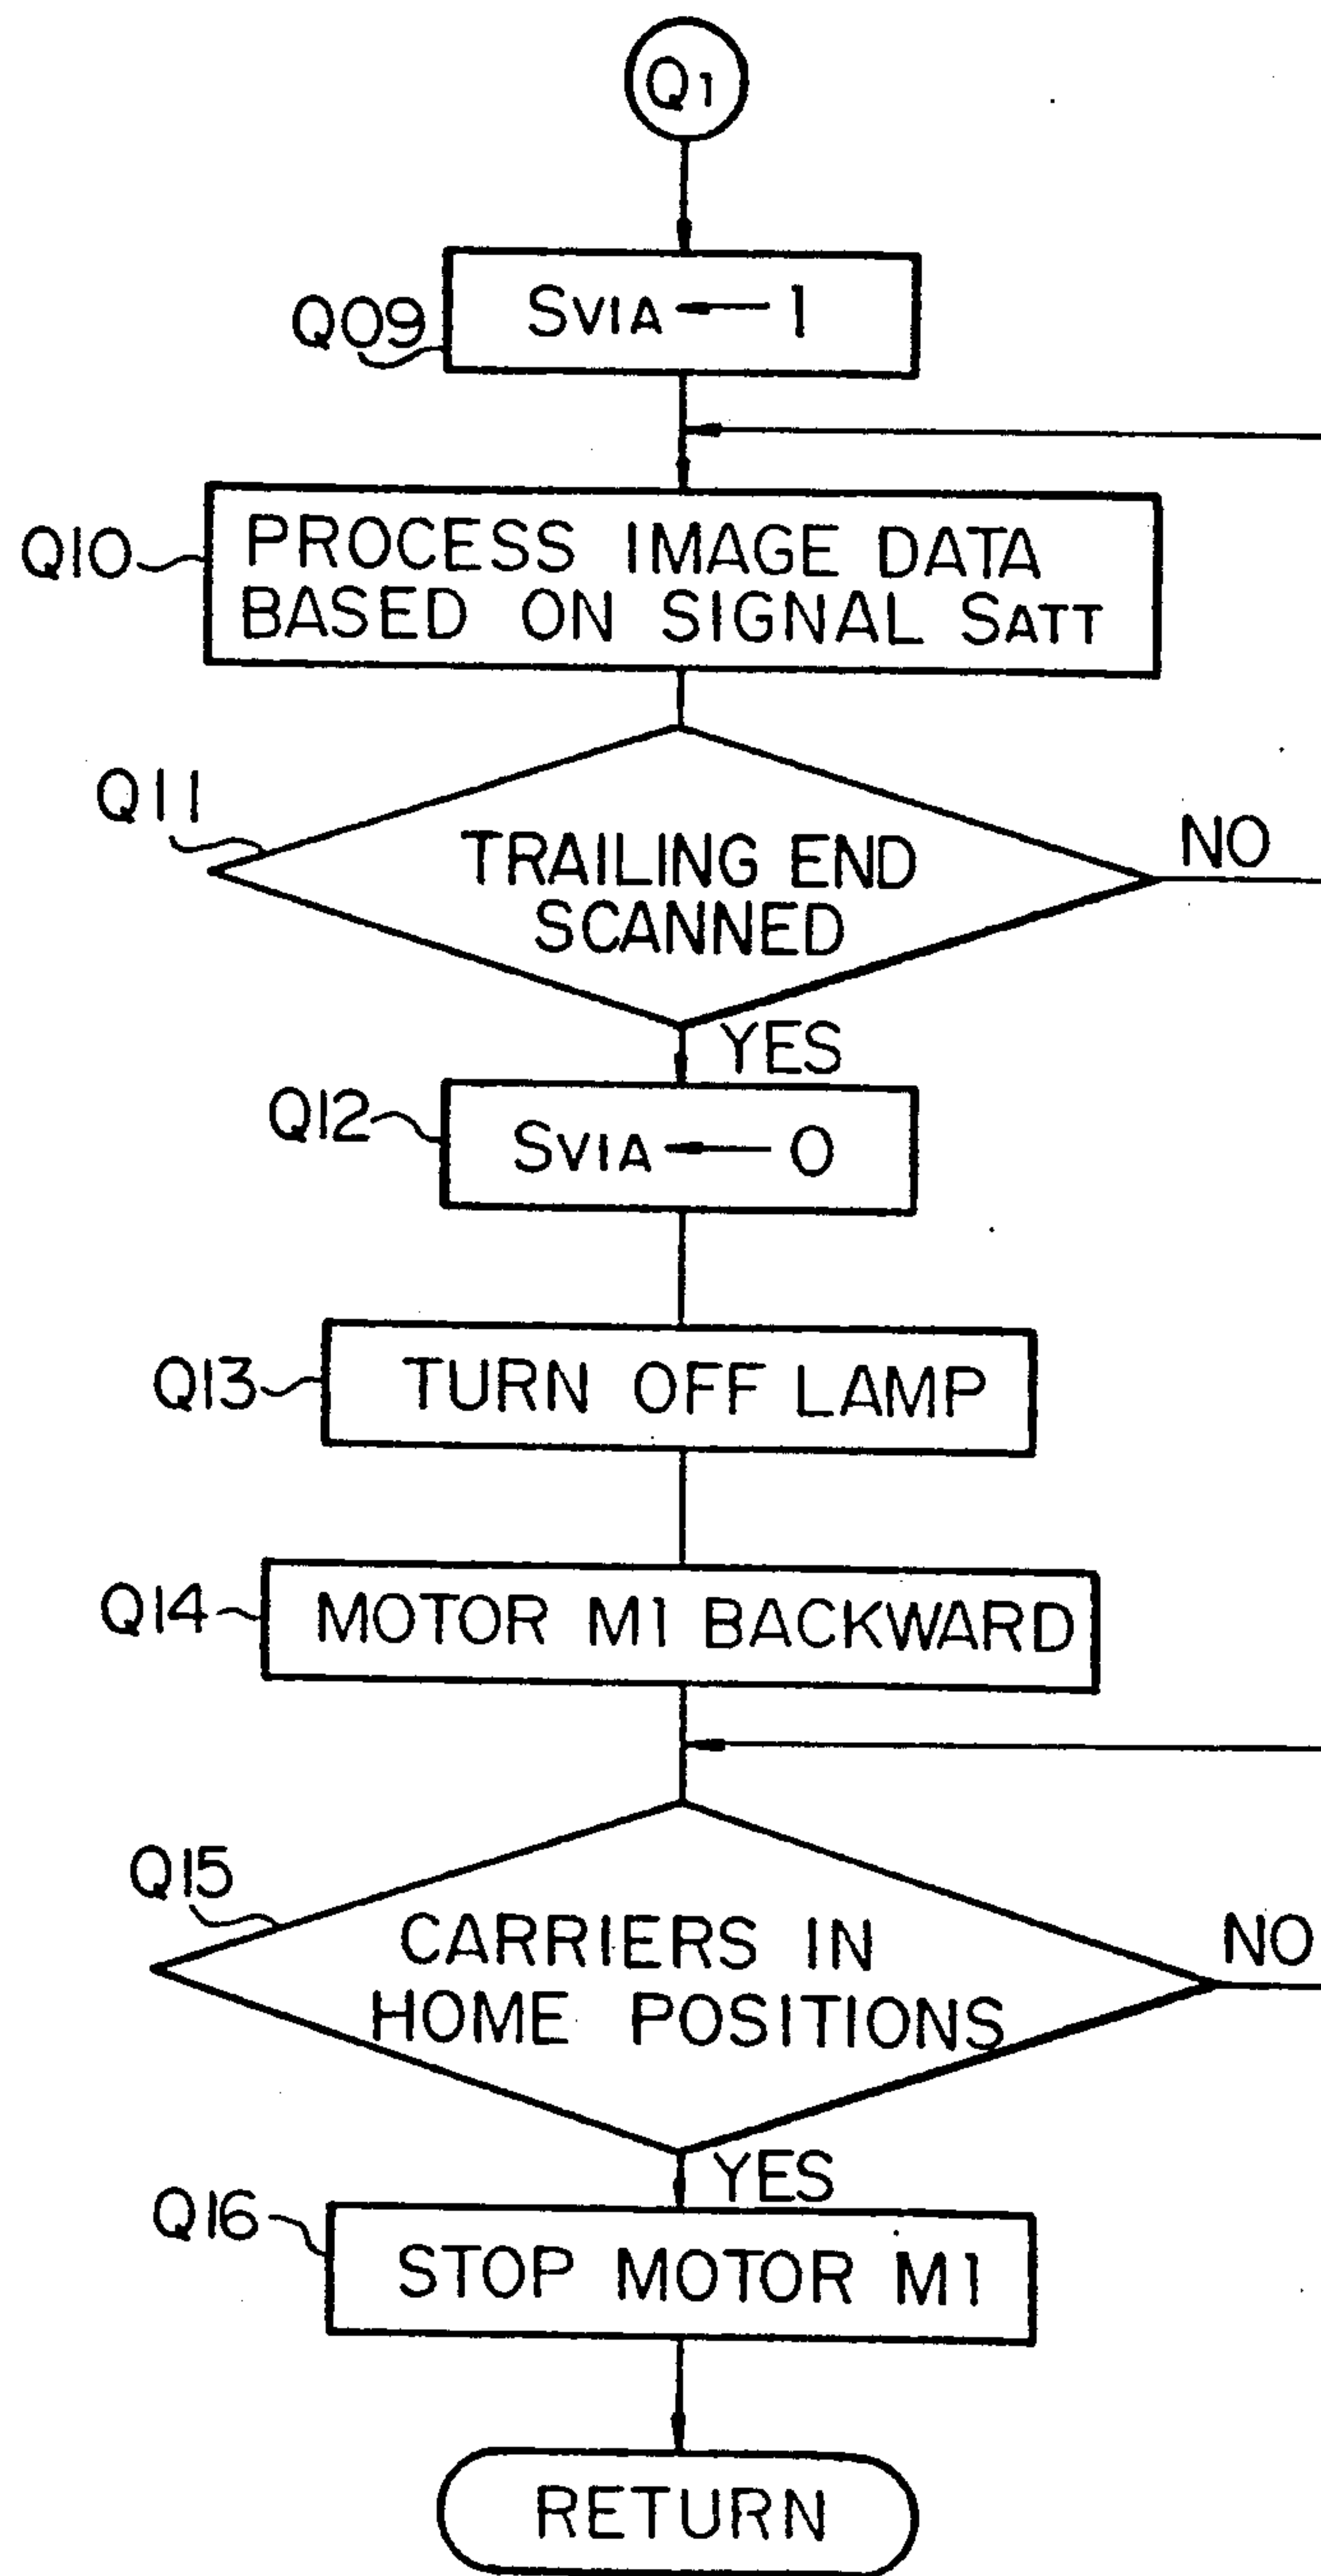 Q1
Q09
SVIA ← 1
Q10
PROCESS IMAGE DATA
BASED ON SIGNAL SATT
Q11
TRAILING END
SCANNED
NO
YES
Q12
SVIA ← 0
Q13
TURN OFF LAMP
Q14
MOTOR M1 BACKWARD
Q15
CARRIERS IN
HOME POSITIONS
NO
YES
Q16
STOP MOTOR M1
RETURN